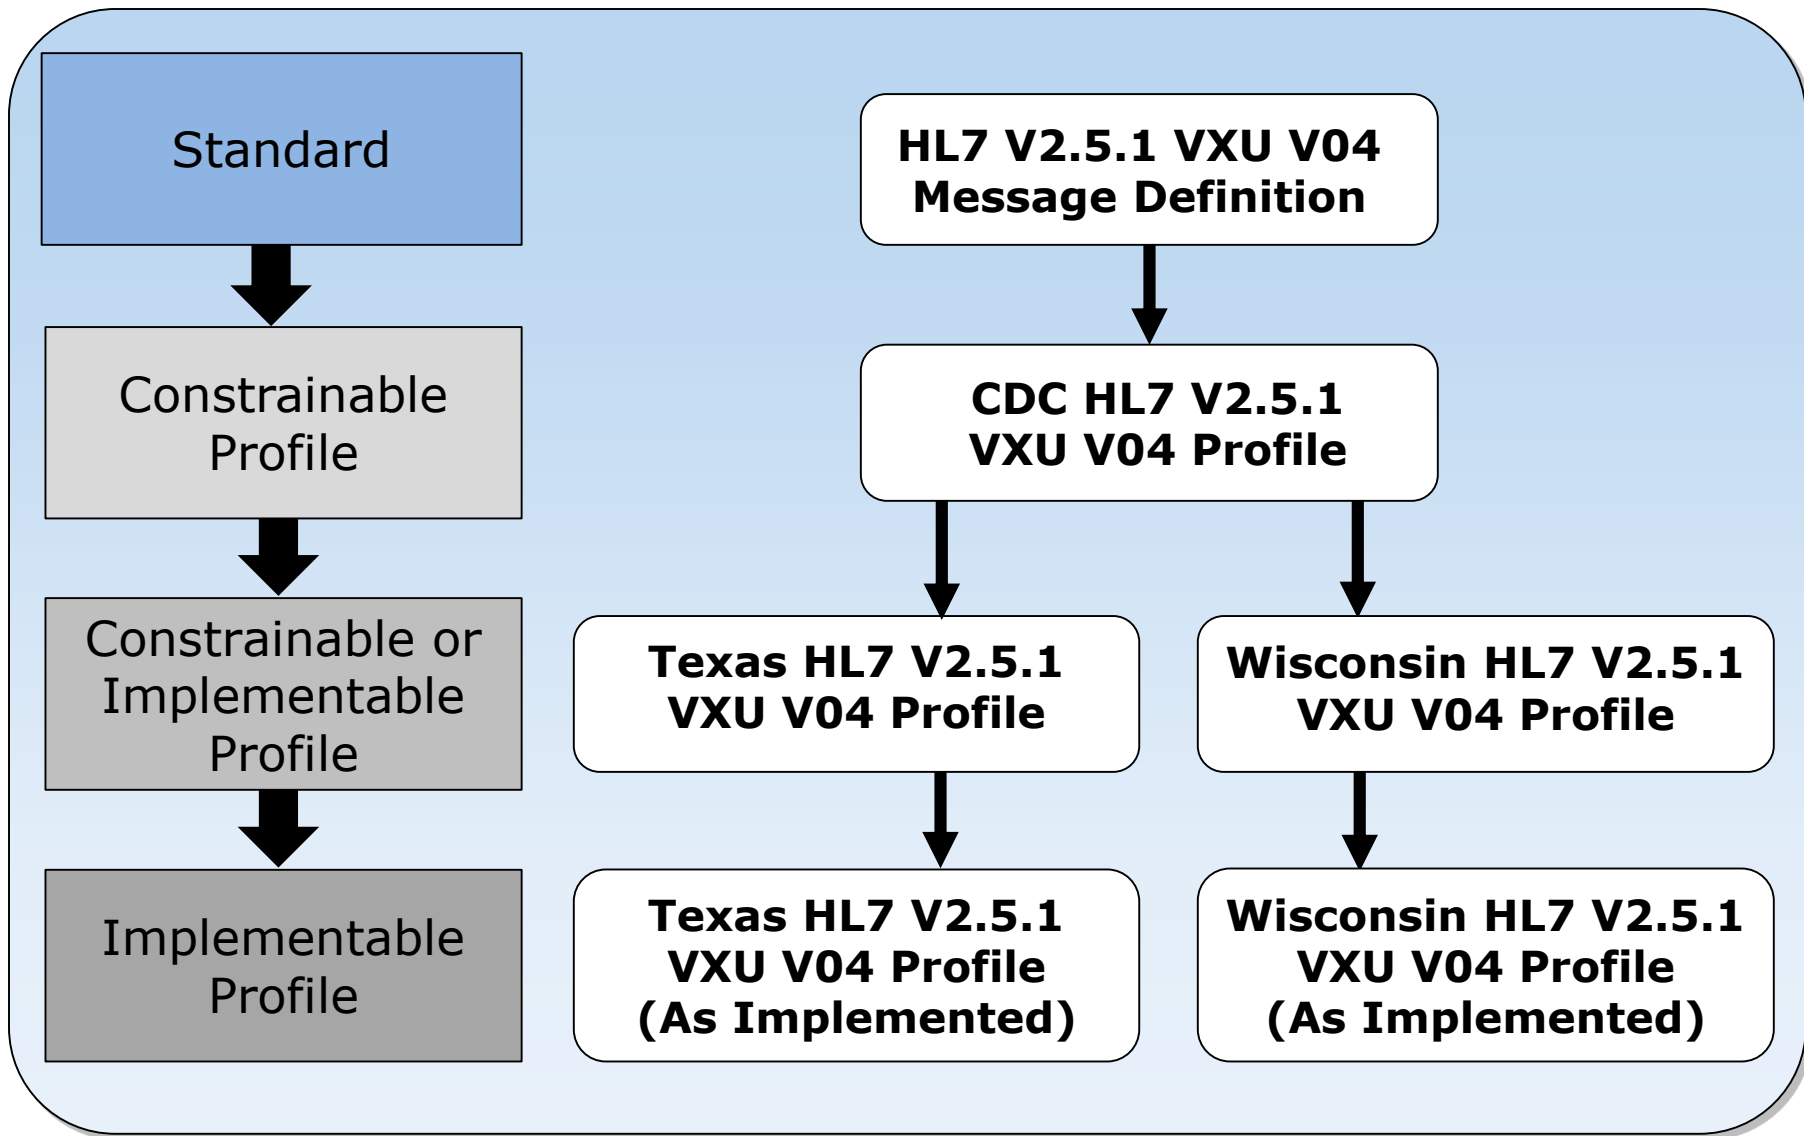 Standard
HL7 V2.5.1 VXU V04
Message Definition
Constrainable
Profile
CDC HL7 V2.5.1
VXU V04 Profile
Constrainable or
Implementable
Profile
Texas HL7 V2.5.1
VXU V04 Profile
Wisconsin HL7 V2.5.1
VXU V04 Profile
Implementable
Profile
Texas HL7 V2.5.1
VXU V04 Profile
(As Implemented)
Wisconsin HL7 V2.5.1
VXU V04 Profile
(As Implemented)